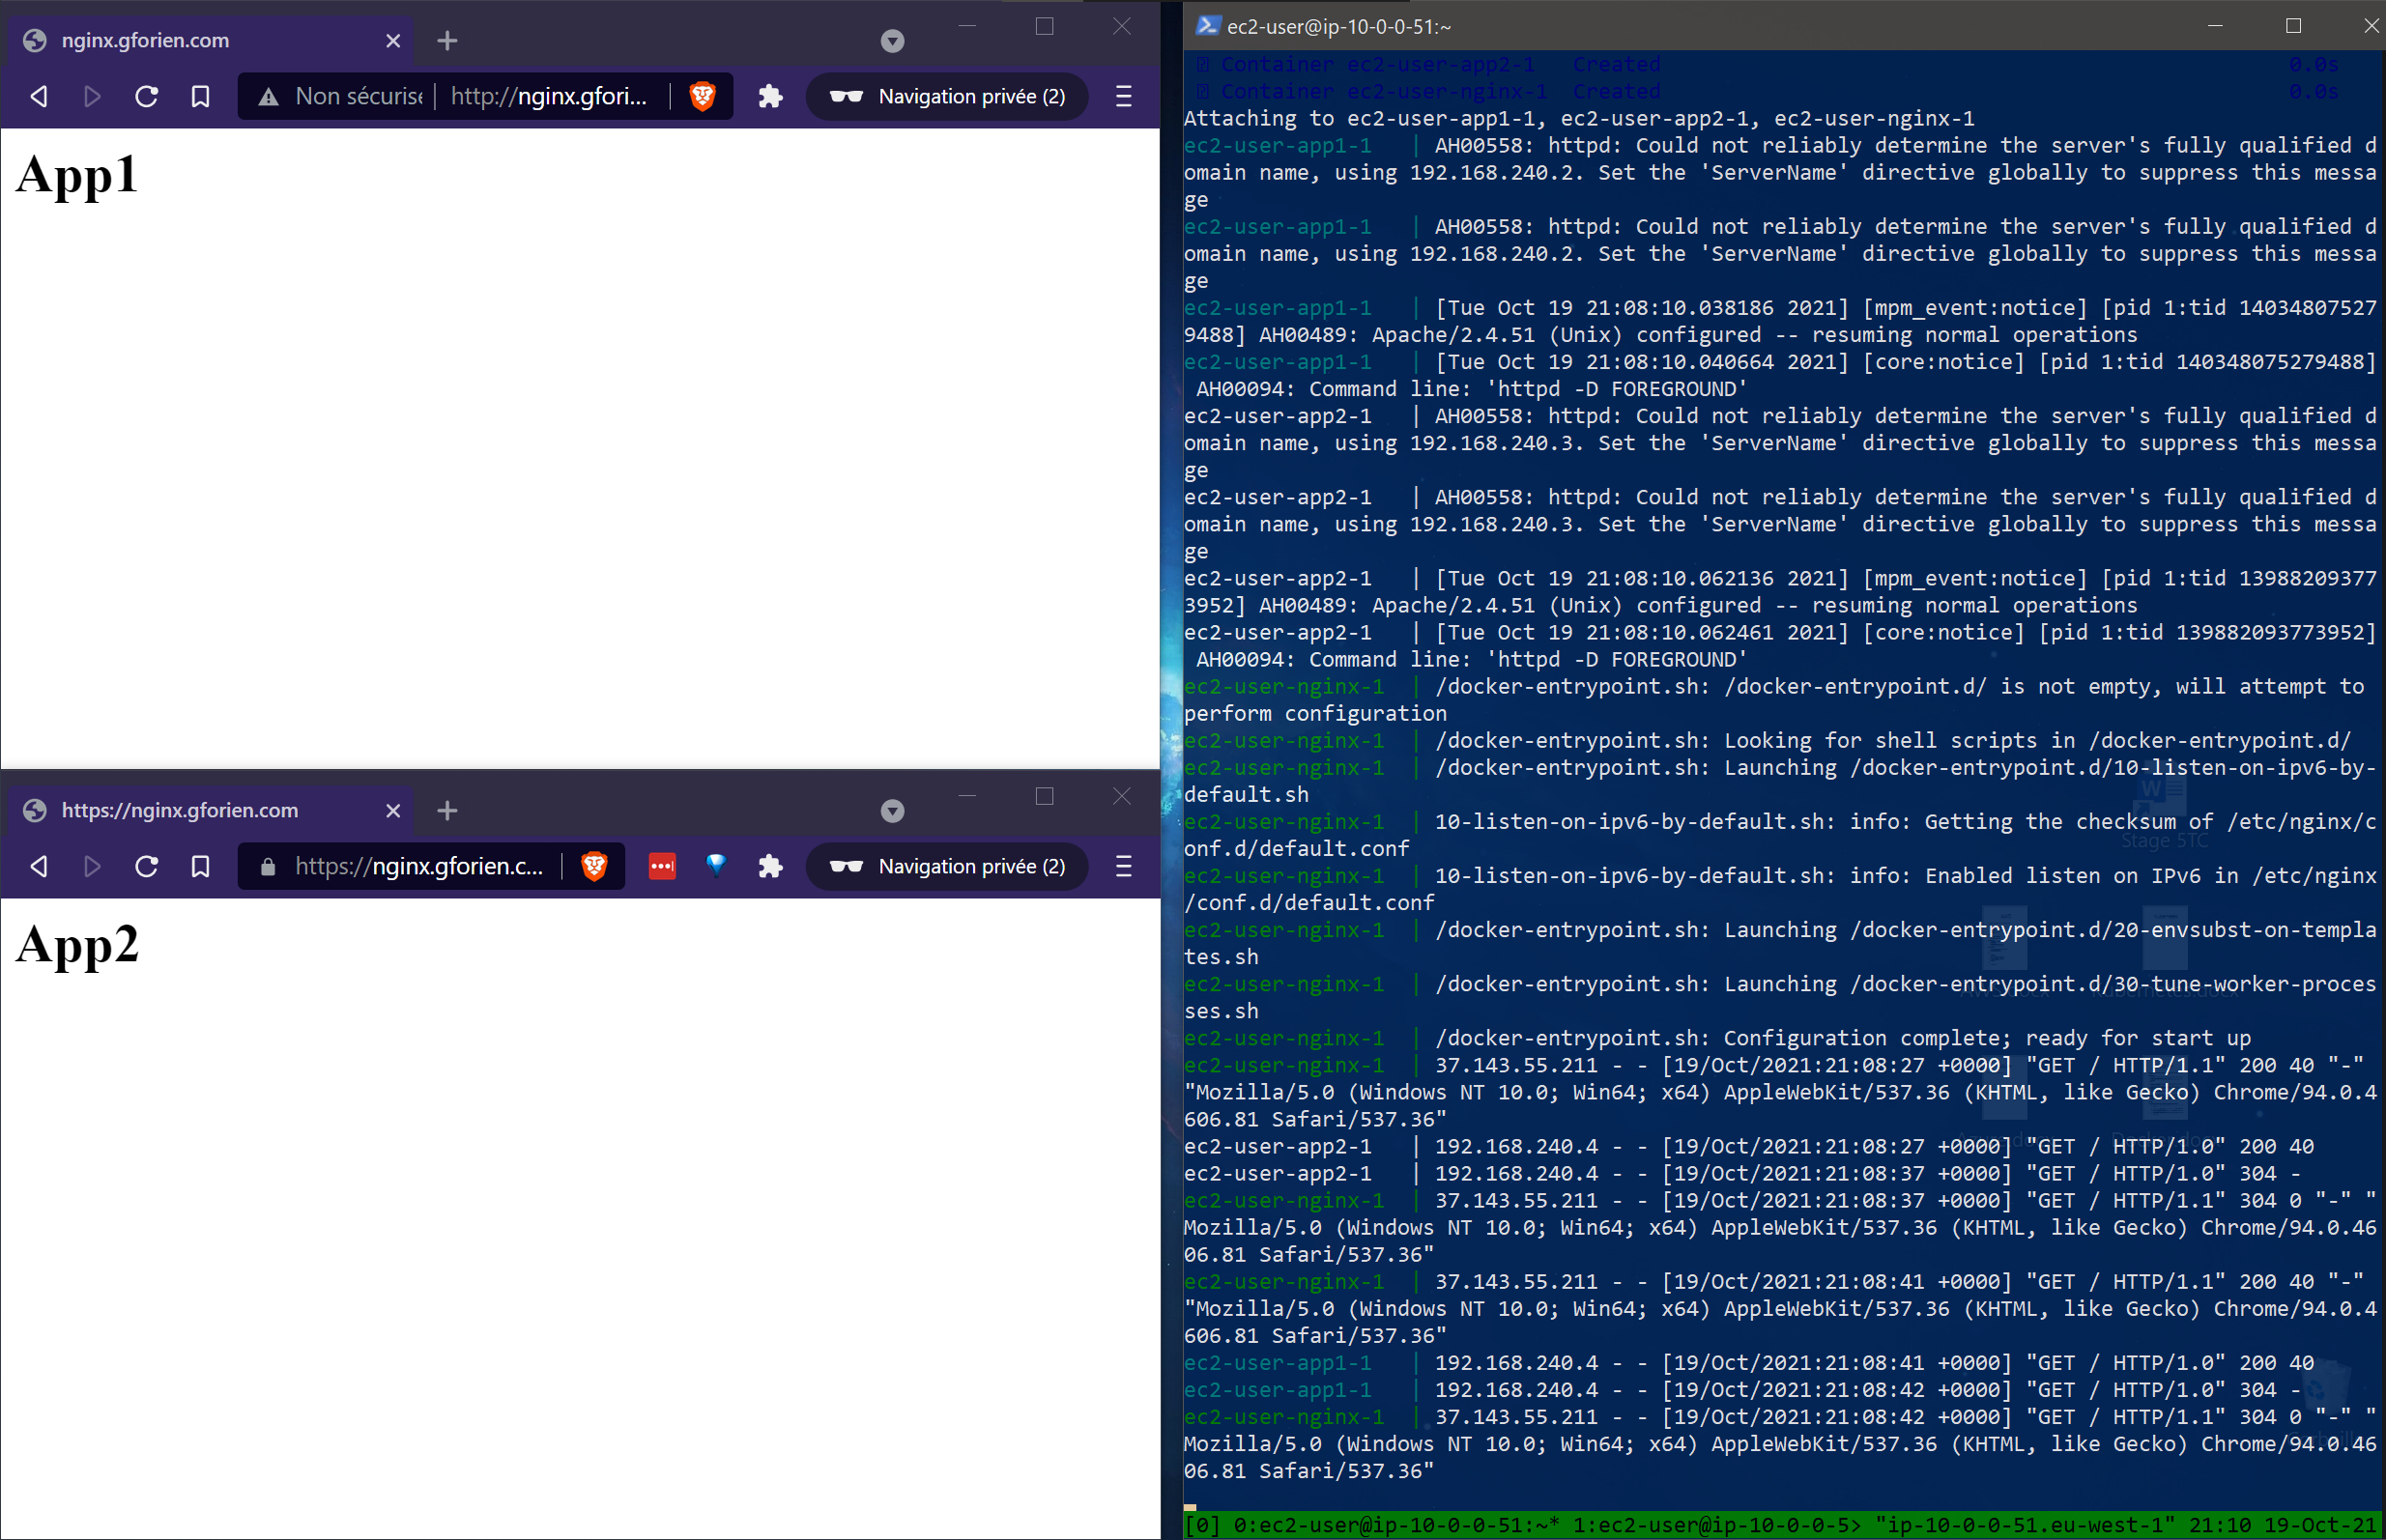 nginx.gforien.com
Non sécurisé http://nginx.gfori...
Navigation privée (2)
App1
https://nginx.gforien.com
https://nginx.gforien.c...
Navigation privée (2)
App2
ec2-user@ip-10-0-0-51:~
Container ec2-user-app2-1 Created 0.0s
Container ec2-user-nginx-1 Created 0.0s
Attaching to ec2-user-app1-1, ec2-user-app2-1, ec2-user-nginx-1
ec2-user-app1-1 | AH00558: httpd: Could not reliably determine the server's fully qualified d
omain name, using 192.168.240.2. Set the 'ServerName' directive globally to suppress this messa
ge
ec2-user-app1-1 | AH00558: httpd: Could not reliably determine the server's fully qualified d
omain name, using 192.168.240.2. Set the 'ServerName' directive globally to suppress this messa
ge
ec2-user-app1-1 | [Tue Oct 19 21:08:10.038186 2021] [mpm_event:notice] [pid 1:tid 14034807527
9488] AH00489: Apache/2.4.51 (Unix) configured -- resuming normal operations
ec2-user-app1-1 | [Tue Oct 19 21:08:10.040664 2021] [core:notice] [pid 1:tid 140348075279488]
AH00094: Command line: 'httpd -D FOREGROUND'
ec2-user-app2-1 | AH00558: httpd: Could not reliably determine the server's fully qualified d
omain name, using 192.168.240.3. Set the 'ServerName' directive globally to suppress this messa
ge
ec2-user-app2-1 | AH00558: httpd: Could not reliably determine the server's fully qualified d
omain name, using 192.168.240.3. Set the 'ServerName' directive globally to suppress this messa
ge
ec2-user-app2-1 | [Tue Oct 19 21:08:10.062136 2021] [mpm_event:notice] [pid 1:tid 13988209377
3952] AH00489: Apache/2.4.51 (Unix) configured -- resuming normal operations
ec2-user-app2-1 | [Tue Oct 19 21:08:10.062461 2021] [core:notice] [pid 1:tid 139882093773952]
AH00094: Command line: 'httpd -D FOREGROUND'
ec2-user-nginx-1 | /docker-entrypoint.sh: /docker-entrypoint.d/ is not empty, will attempt to
perform configuration
ec2-user-nginx-1 | /docker-entrypoint.sh: Looking for shell scripts in /docker-entrypoint.d/
ec2-user-nginx-1 | /docker-entrypoint.sh: Launching /docker-entrypoint.d/10-listen-on-ipv6-by-
default.sh
ec2-user-nginx-1 | 10-listen-on-ipv6-by-default.sh: info: Getting the checksum of /etc/nginx/c
onf.d/default.conf
ec2-user-nginx-1 | 10-listen-on-ipv6-by-default.sh: info: Enabled listen on IPv6 in /etc/nginx
/conf.d/default.conf
ec2-user-nginx-1 | /docker-entrypoint.sh: Launching /docker-entrypoint.d/20-envsubst-on-templa
tes.sh
ec2-user-nginx-1 | /docker-entrypoint.sh: Launching /docker-entrypoint.d/30-tune-worker-proces
ses.sh
ec2-user-nginx-1 | /docker-entrypoint.sh: Configuration complete; ready for start up
ec2-user-nginx-1 | 37.143.55.211 - - [19/Oct/2021:21:08:27 +0000] "GET / HTTP/1.1" 200 40 "-"
"Mozilla/5.0 (Windows NT 10.0; Win64; x64) AppleWebKit/537.36 (KHTML, like Gecko) Chrome/94.0.4
606.81 Safari/537.36"
ec2-user-app2-1 | 192.168.240.4 - - [19/Oct/2021:21:08:27 +0000] "GET / HTTP/1.0" 200 40
ec2-user-app2-1 | 192.168.240.4 - - [19/Oct/2021:21:08:37 +0000] "GET / HTTP/1.0" 304 -
ec2-user-nginx-1 | 37.143.55.211 - - [19/Oct/2021:21:08:37 +0000] "GET / HTTP/1.1" 304 0 "-" "
Mozilla/5.0 (Windows NT 10.0; Win64; x64) AppleWebKit/537.36 (KHTML, like Gecko) Chrome/94.0.46
06.81 Safari/537.36"
ec2-user-nginx-1 | 37.143.55.211 - - [19/Oct/2021:21:08:41 +0000] "GET / HTTP/1.1" 200 40 "-"
"Mozilla/5.0 (Windows NT 10.0; Win64; x64) AppleWebKit/537.36 (KHTML, like Gecko) Chrome/94.0.4
606.81 Safari/537.36"
ec2-user-app1-1 | 192.168.240.4 - - [19/Oct/2021:21:08:41 +0000] "GET / HTTP/1.0" 200 40
ec2-user-app1-1 | 192.168.240.4 - - [19/Oct/2021:21:08:42 +0000] "GET / HTTP/1.0" 304 -
ec2-user-nginx-1 | 37.143.55.211 - - [19/Oct/2021:21:08:42 +0000] "GET / HTTP/1.1" 304 0 "-" "
Mozilla/5.0 (Windows NT 10.0; Win64; x64) AppleWebKit/537.36 (KHTML, like Gecko) Chrome/94.0.46
06.81 Safari/537.36"
[0] 0:ec2-user@ip-10-0-0-51:~* 1:ec2-user@ip-10-0-0-5> "ip-10-0-0-51.eu-west-1" 21:10 19-Oct-21
Stage 5TC